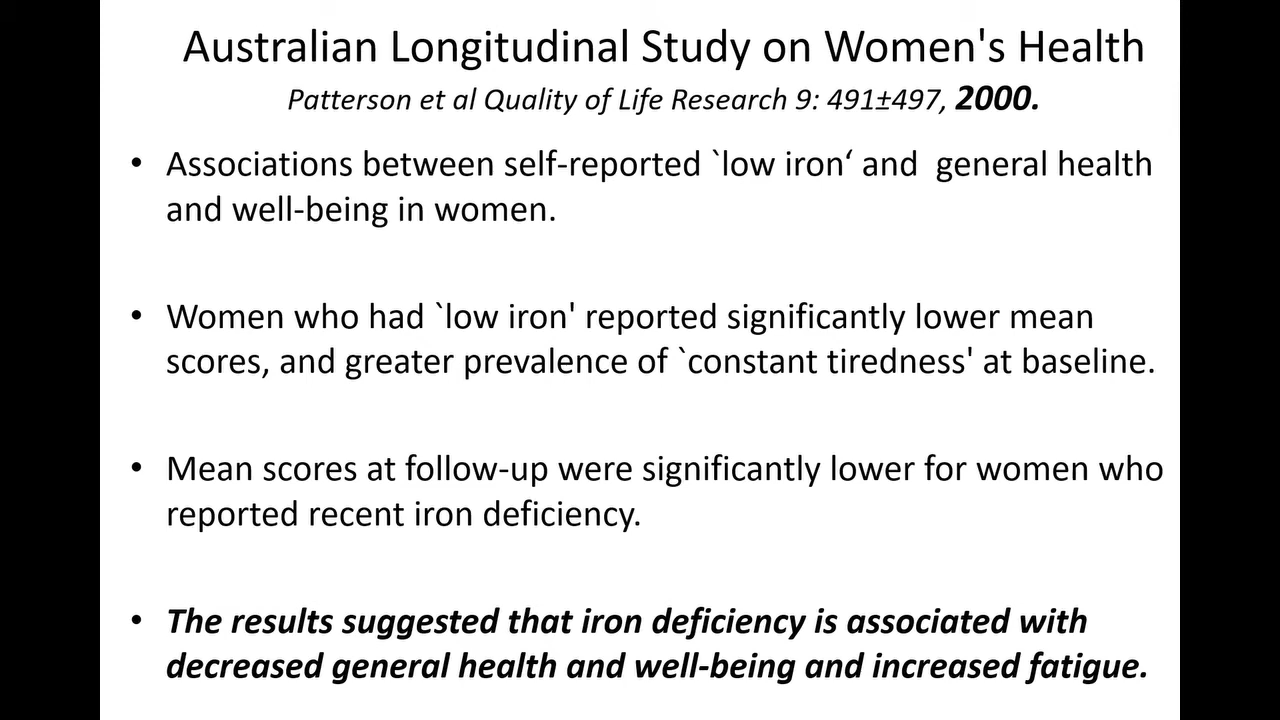 Australian Longitudinal Study on Women's Health
Patterson et al Quality of Life Research 9: 491±497, 2000.
• Associations between self-reported `low iron‘ and  general health
and well-being in women.
• Women who had `low iron' reported significantly lower mean
scores, and greater prevalence of `constant tiredness' at baseline.
• Mean scores at follow-up were significantly lower for women who
reported recent iron deficiency.
• The results suggested that iron deficiency is associated with
decreased general health and well-being and increased fatigue.